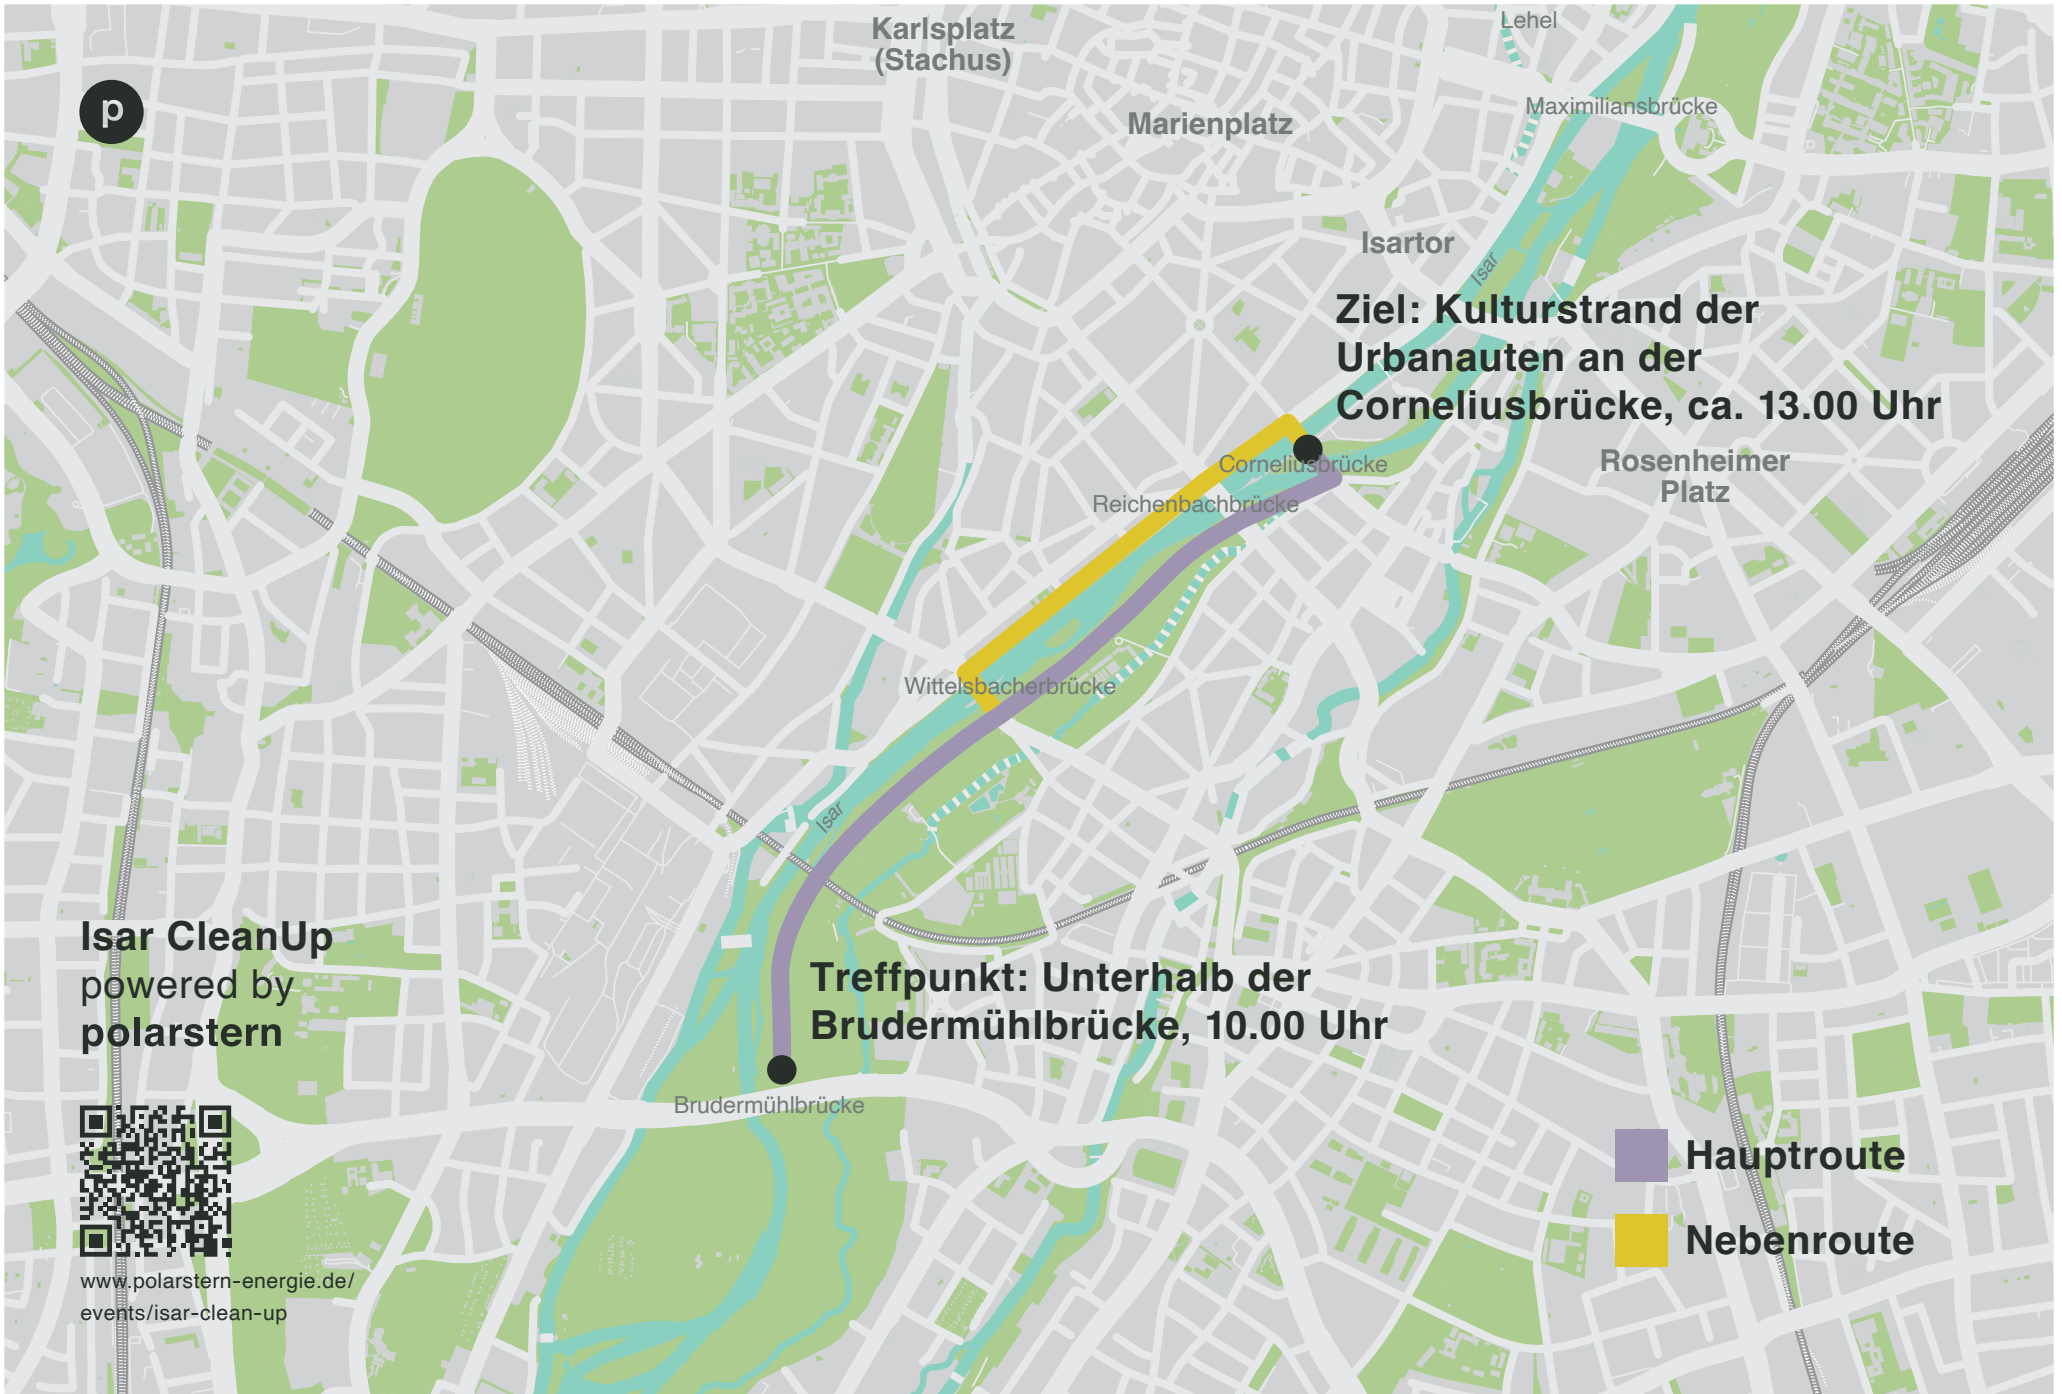 Karlsplatz
(Stachus)
Lehel
p
Maximiliansbrücke
Marienplatz
Isartor
Isar
Ziel: Kulturstrand der
Urbanauten an der
Corneliusbrücke, ca. 13.00 Uhr
Corneliusbrücke
Rosenheimer
Platz
Reichenbachbrücke
Wittelsbacherbrücke
Isar
Isar CleanUp
powered by
polarstern
Treffpunkt: Unterhalb der
Brudermühlbrücke, 10.00 Uhr
Brudermühlbrücke
Hauptroute
Nebenroute
www.polarstern-energie.de/
events/isar-clean-up